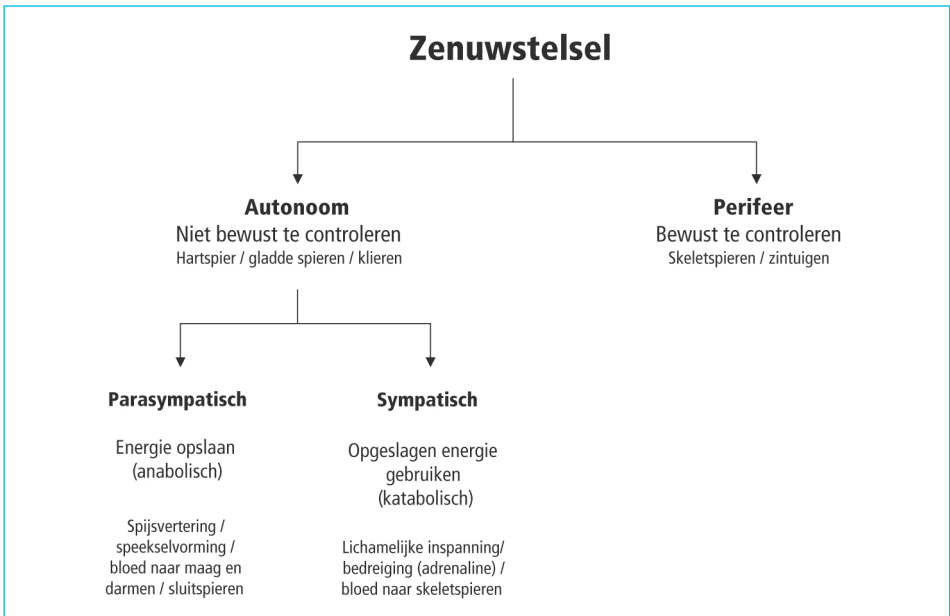 Zenuwstelsel
Autonoom
Niet bewust te controleren
Hartspier / gladde spieren / klieren
Perifeer
Bewust te controleren
Skeletspieren / zintuigen
Parasympatisch
Energie opslaan
(anabolisch)
Spijsvertering /
speekselvorming /
bloed naar maag en
darmen / sluitspieren
Sympatisch
Opgeslagen energie
gebruiken
(katabolisch)
Lichamelijke inspanning/
bedreiging (adrenaline) /
bloed naar skeletspieren